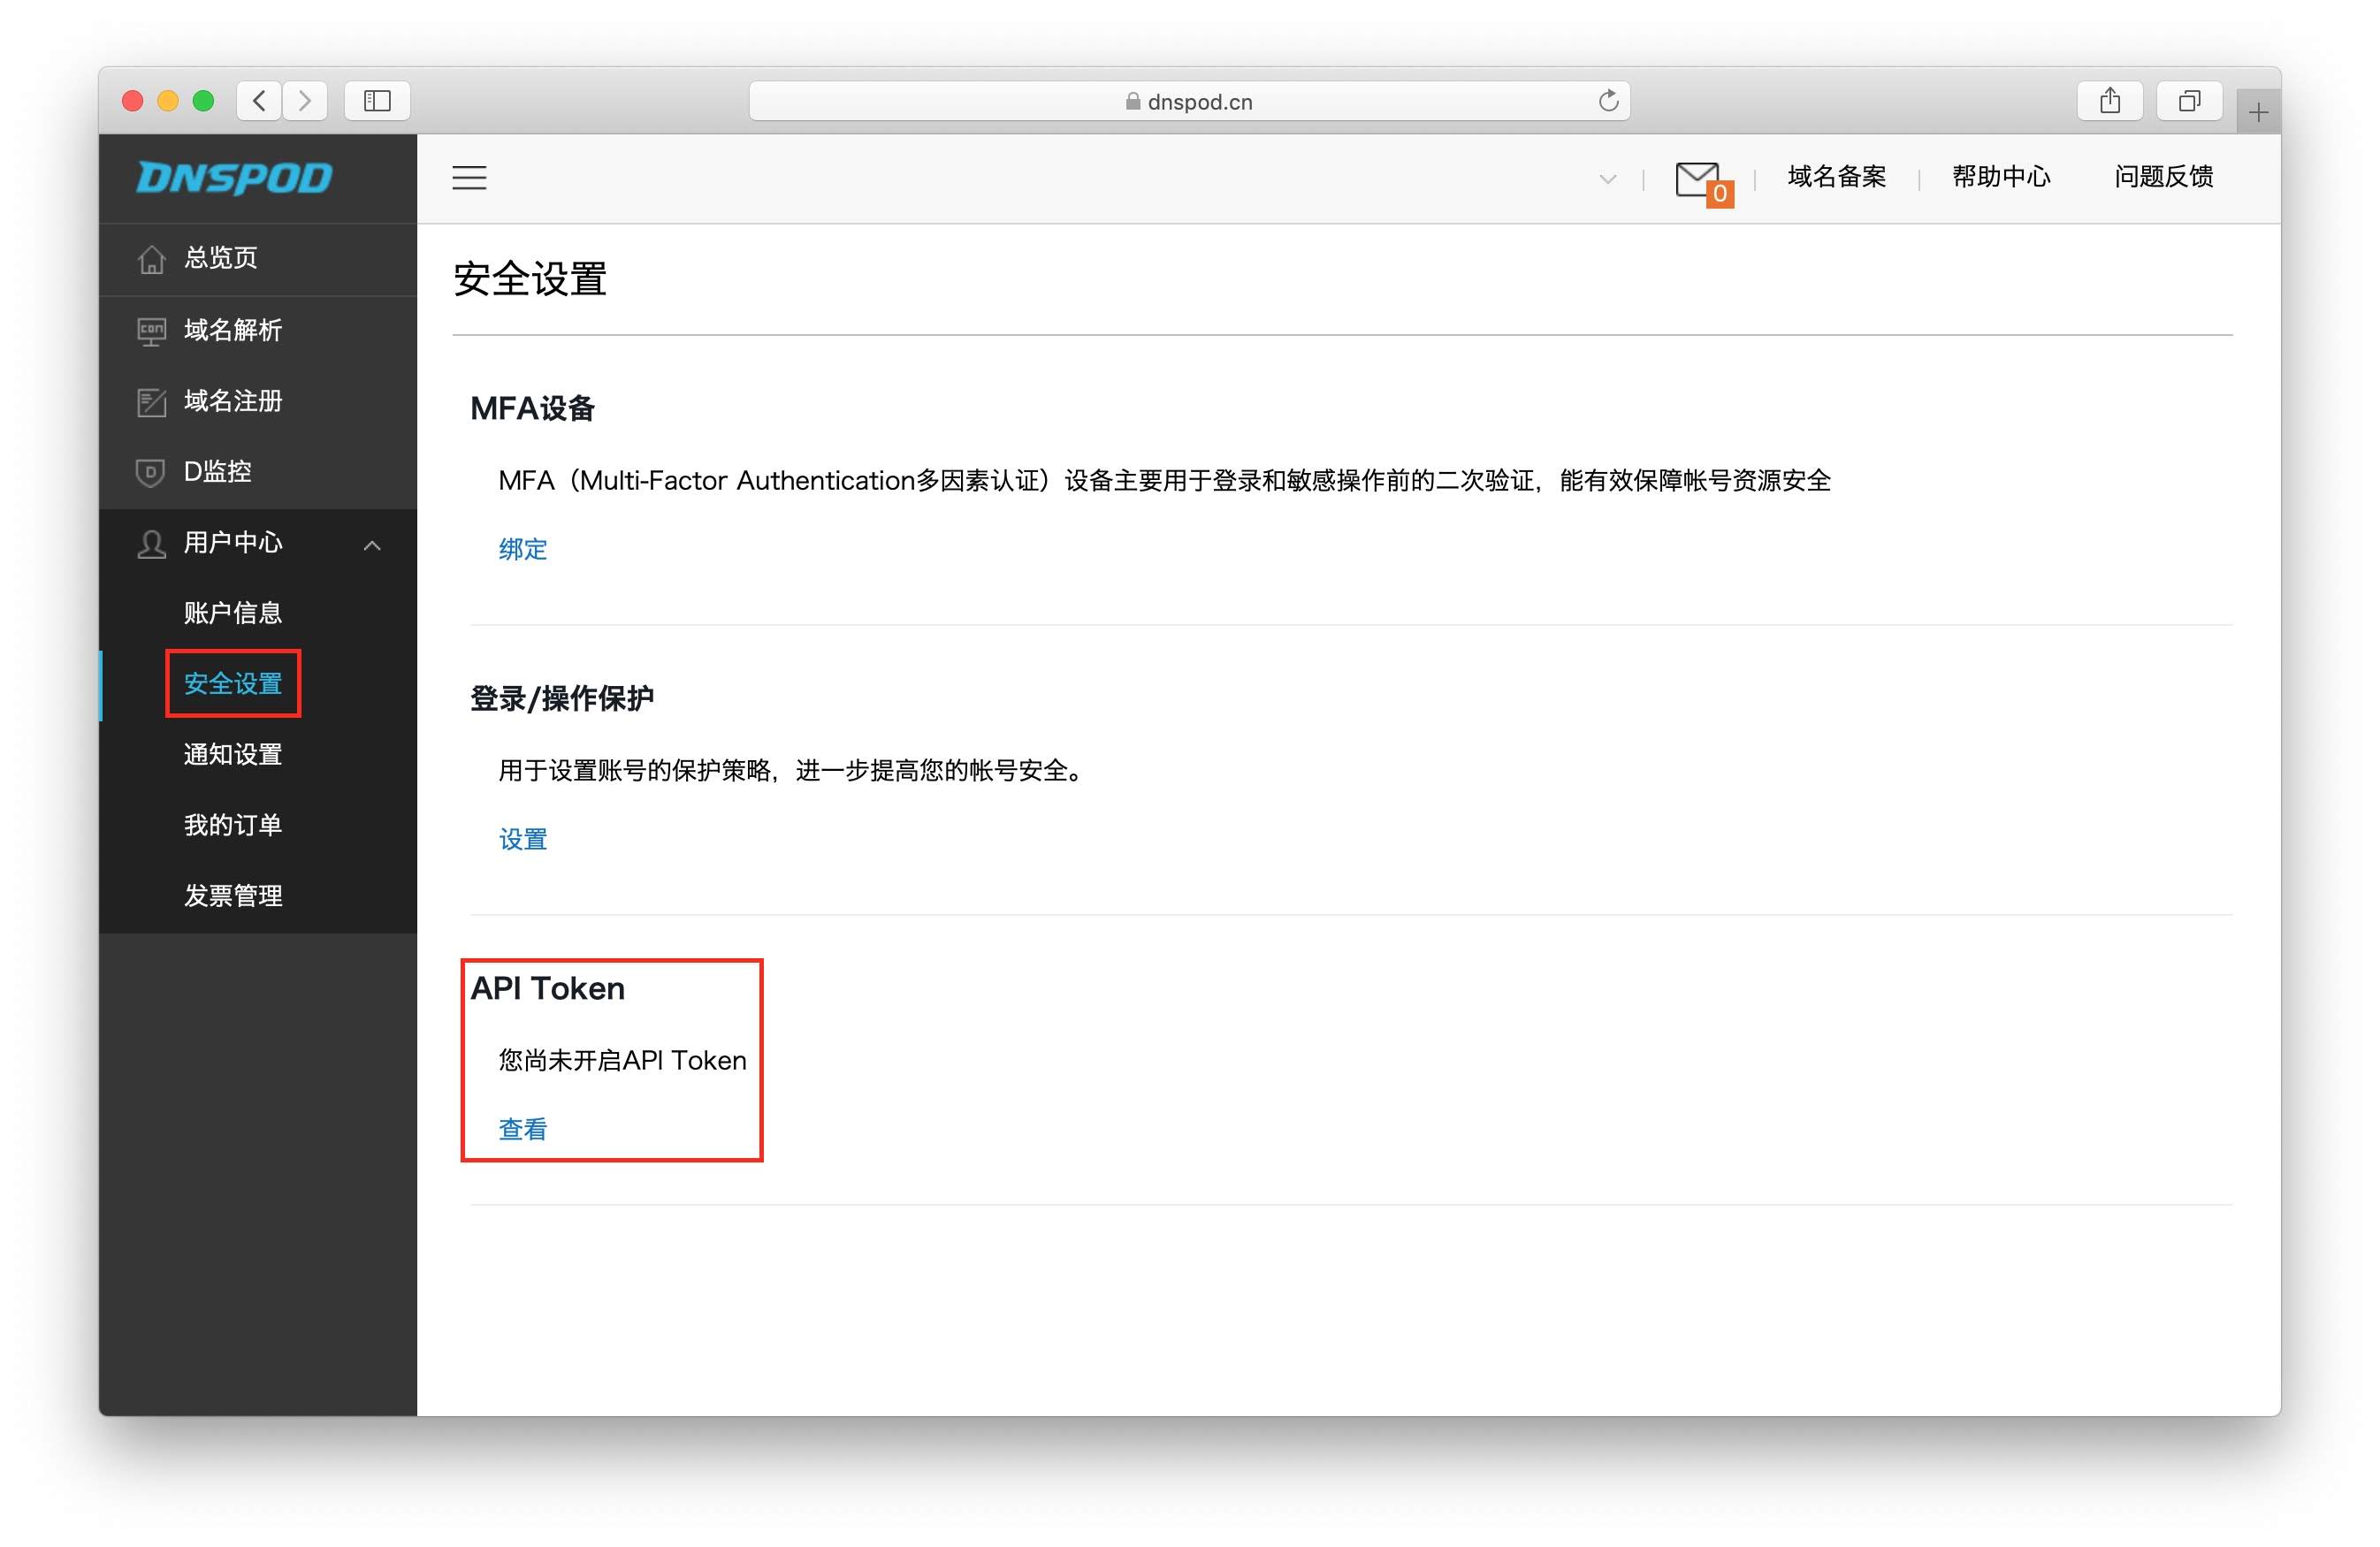 dnspod.cn
DNSPOD
0
域名备案
帮助中心
问题反馈
总览页
域名解析
域名注册
D监控
用户中心
账户信息
安全设置
通知设置
我的订单
发票管理
安全设置
MFA设备
MFA（Multi-Factor Authentication多因素认证）设备主要用于登录和敏感操作前的二次验证，能有效保障帐号资源安全
绑定
登录/操作保护
用于设置账号的保护策略，进一步提高您的帐号安全。
设置
API Token
您尚未开启API Token
查看